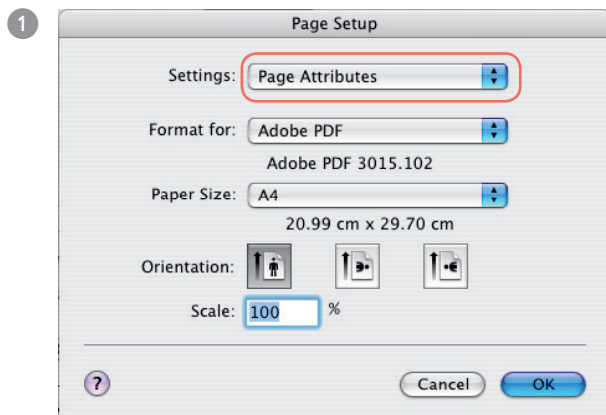 1
Page Setup
Settings: Page Attributes
Format for: Adobe PDF
Adobe PDF 3015.102
Paper Size: A4
20.99 cm x 29.70 cm
Orientation:
Scale: 100 %
? Cancel OK